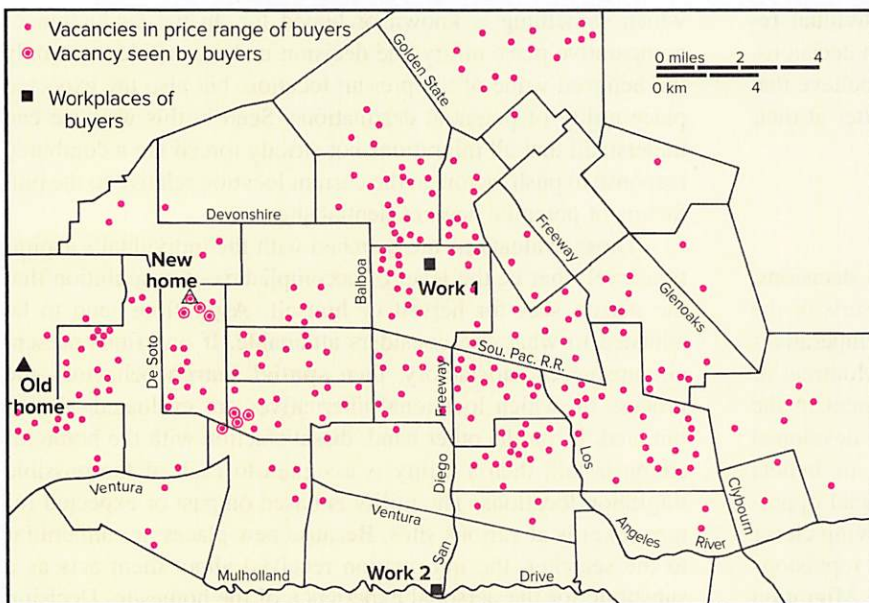 Vacancies in price range of buyers
Vacancy seen by buyers
Workplaces of
buyers
0 miles 2 4
0 km 4
Golden State
Freeway
Glenoaks
Devonshire
Balboa
New
home
Work 1
De Soto
Old
home
Sou. Pac. R.R.
San Diego Freeway
Los Angeles River
Clybourn
Ventura
Ventura
Mulholland Drive
Work 2